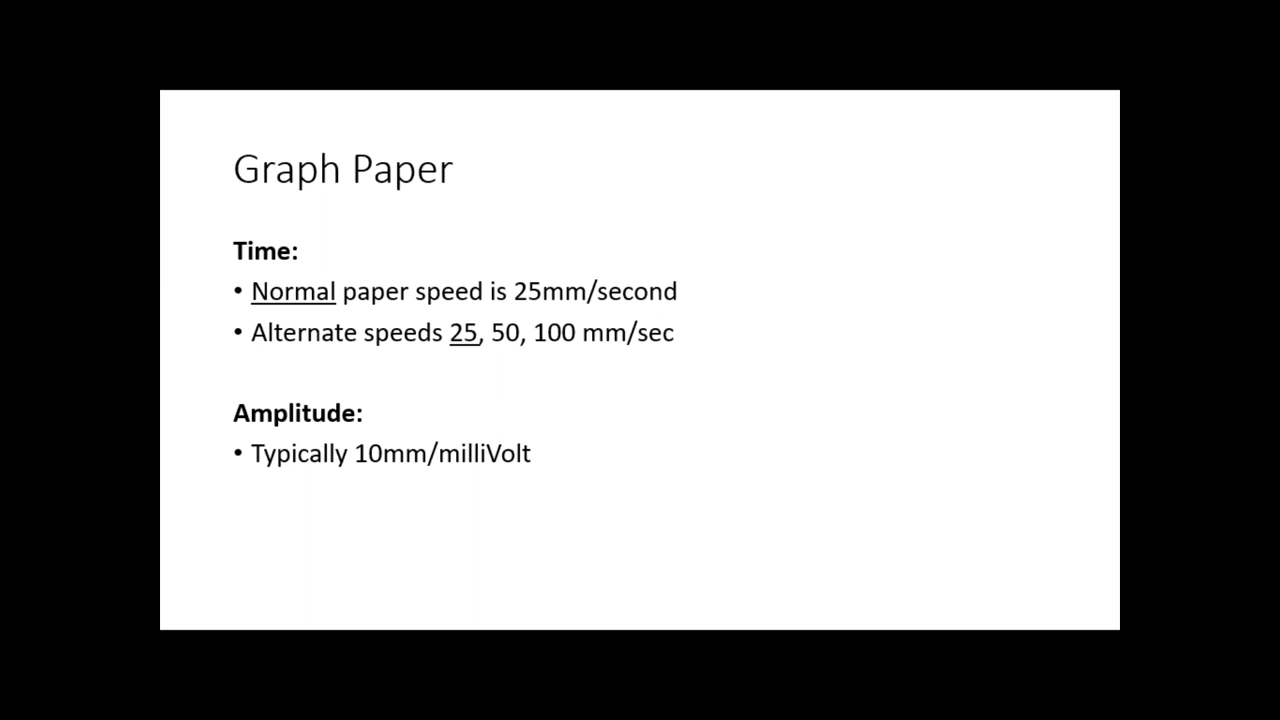 Graph Paper
Time:
• Normal paper speed is 25mm/second
• Alternate speeds 25, 50, 100 mm/sec
Amplitude:
• Typically 10mm/milliVolt